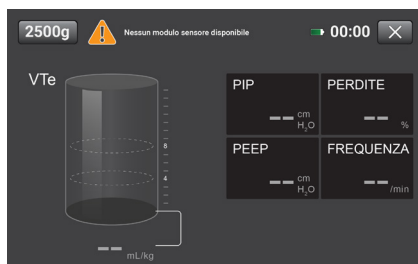 2500g
Nessun modulo sensore disponibile
00:00
VTe
8
4
-- mL/kg
PIP
-- cm H₂O
PERDITE
-- %
PEEP
-- cm H₂O
FREQUENZA
-- /min